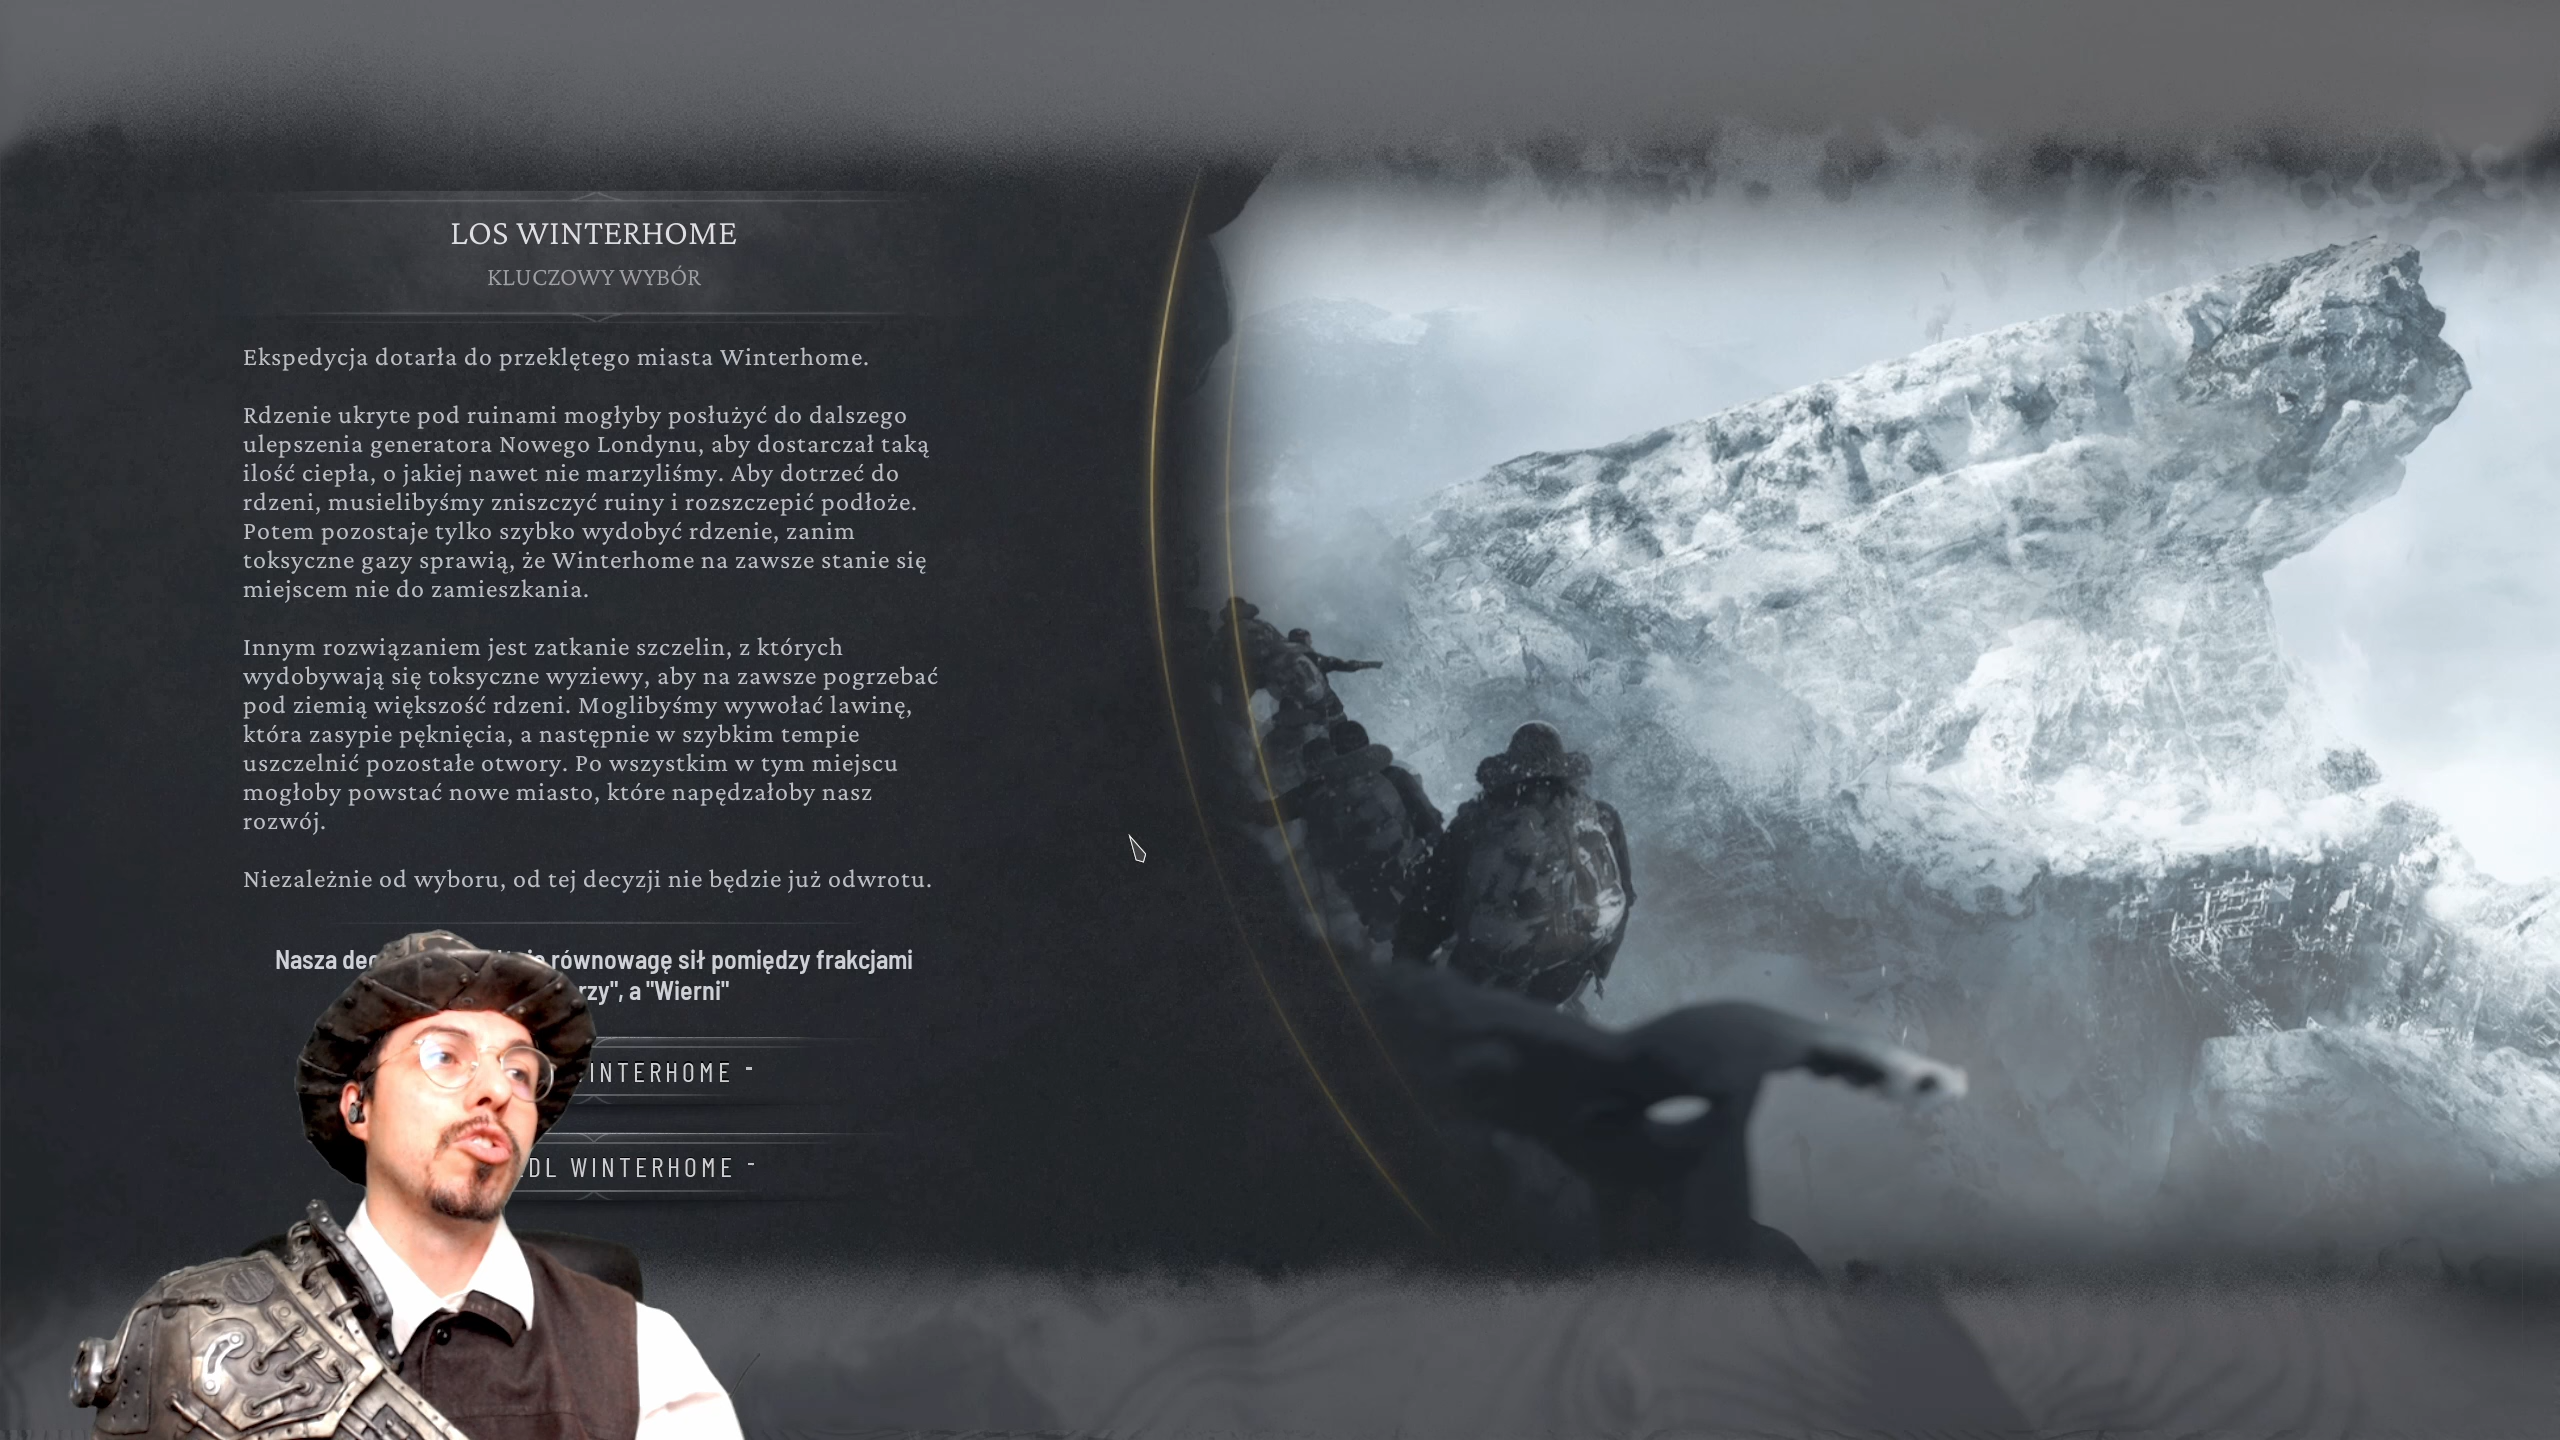 LOS WINTERHOME
KLUCZOWY WYBÓR
Ekspedycja dotarła do przeklętego miasta Winterhome.
Rdzenie ukryte pod ruinami mogłyby posłużyć do dalszego
ulepszenia generatora Nowego Londynu, aby dostarczał taką
ilość ciepła, o jakiej nawet nie marzyliśmy. Aby dotrzeć do
rdzeni, musielibyśmy zniszczyć ruiny i rozszczepić podłoże.
Potem pozostaje tylko szybko wydobyć rdzenie, zanim
toksyczne gazy sprawią, że Winterhome na zawsze stanie się
miejscem nie do zamieszkania.
Innym rozwiązaniem jest zatkanie szczelin, z których
wydobywają się toksyczne wyziewy, aby na zawsze pogrzebać
pod ziemią większość rdzeni. Moglibyśmy wywołać lawinę,
która zasypie pęknięcia, a następnie w szybkim tempie
uszczelnić pozostałe otwory. Po wszystkim w tym miejscu
mogłoby powstać nowe miasto, które napędzałoby nasz
rozwój.
Niezależnie od wyboru, od tej decyzji nie będzie już odwrotu.
Nasza równowagę sił pomiędzy frakcjami
a "Wierni"
WINTERHOME -